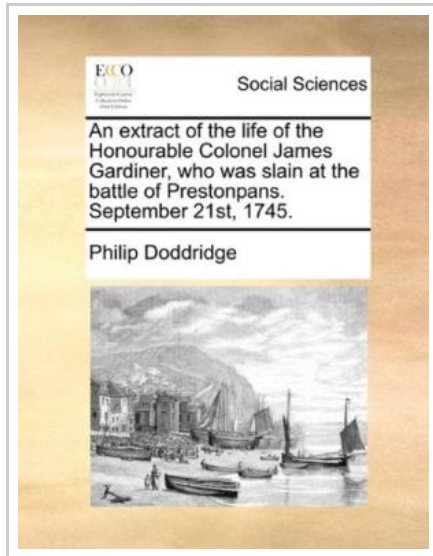 ECCO
Social Sciences
An extract of the life of the
Honourable Colonel James
Gardiner, who was slain at the
battle of Prestonpans.
September 21st, 1745.
Philip Doddridge